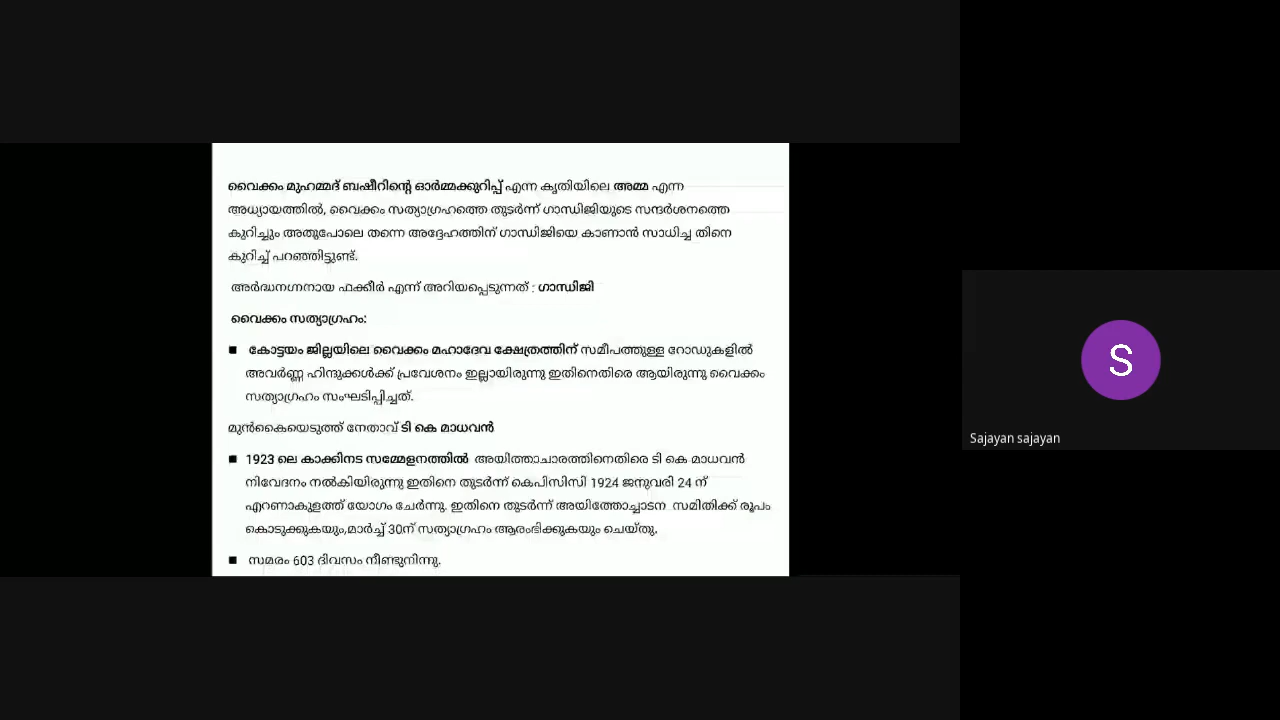 വൈക്കം മുഹമ്മദ് ബഷീറിന്റെ ഓർമ്മക്കുറിപ്പ് എന്ന കൃതിയിലെ അമ്മ എന്ന
അധ്യായത്തിൽ, വൈക്കം സത്യാഗ്രഹത്തെ തുടർന്ന് ഗാന്ധിജിയുടെ സന്ദർശനത്തെ
കുറിച്ചും അതുപോലെ തന്നെ അദ്ദേഹത്തിന് ഗാന്ധിജിയെ കാണാൻ സാധിച്ച തിനെ
കുറിച്ച് പറഞ്ഞിട്ടുണ്ട്.
അർദ്ധനഗ്നനായ ഫക്കീർ എന്ന് അറിയപ്പെടുന്നത് : ഗാന്ധിജി
വൈക്കം സത്യാഗ്രഹം:
■ കോട്ടയം ജില്ലയിലെ വൈക്കം മഹാദേവ ക്ഷേത്രത്തിന് സമീപത്തുള്ള റോഡുകളിൽ
അവർണ്ണ ഹിന്ദുക്കൾക്ക് പ്രവേശനം ഇല്ലായിരുന്നു ഇതിനെതിരെ ആയിരുന്നു വൈക്കം
സത്യാഗ്രഹം സംഘടിപ്പിച്ചത്.
മുൻകൈയെടുത്ത് നേതാവ് ടി കെ മാധവൻ
■ 1923 ലെ കാക്കിനട സമ്മേളനത്തിൽ അയിത്താചാരത്തിനെതിരെ ടി കെ മാധവൻ
നിവേദനം നൽകിയിരുന്നു ഇതിനെ തുടർന്ന് കെപിസിസി 1924 ജനുവരി 24 ന്
എറണാകുളത്ത് യോഗം ചേർന്നു. ഇതിനെ തുടർന്ന് അയിത്തോച്ചാടന സമിതിക്ക് രൂപം
കൊടുക്കുകയും,മാർച്ച് 30ന് സത്യാഗ്രഹം ആരംഭിക്കുകയും ചെയ്തു.
■ സമരം 603 ദിവസം നീണ്ടുനിന്നു.
S
Sajayan sajayan